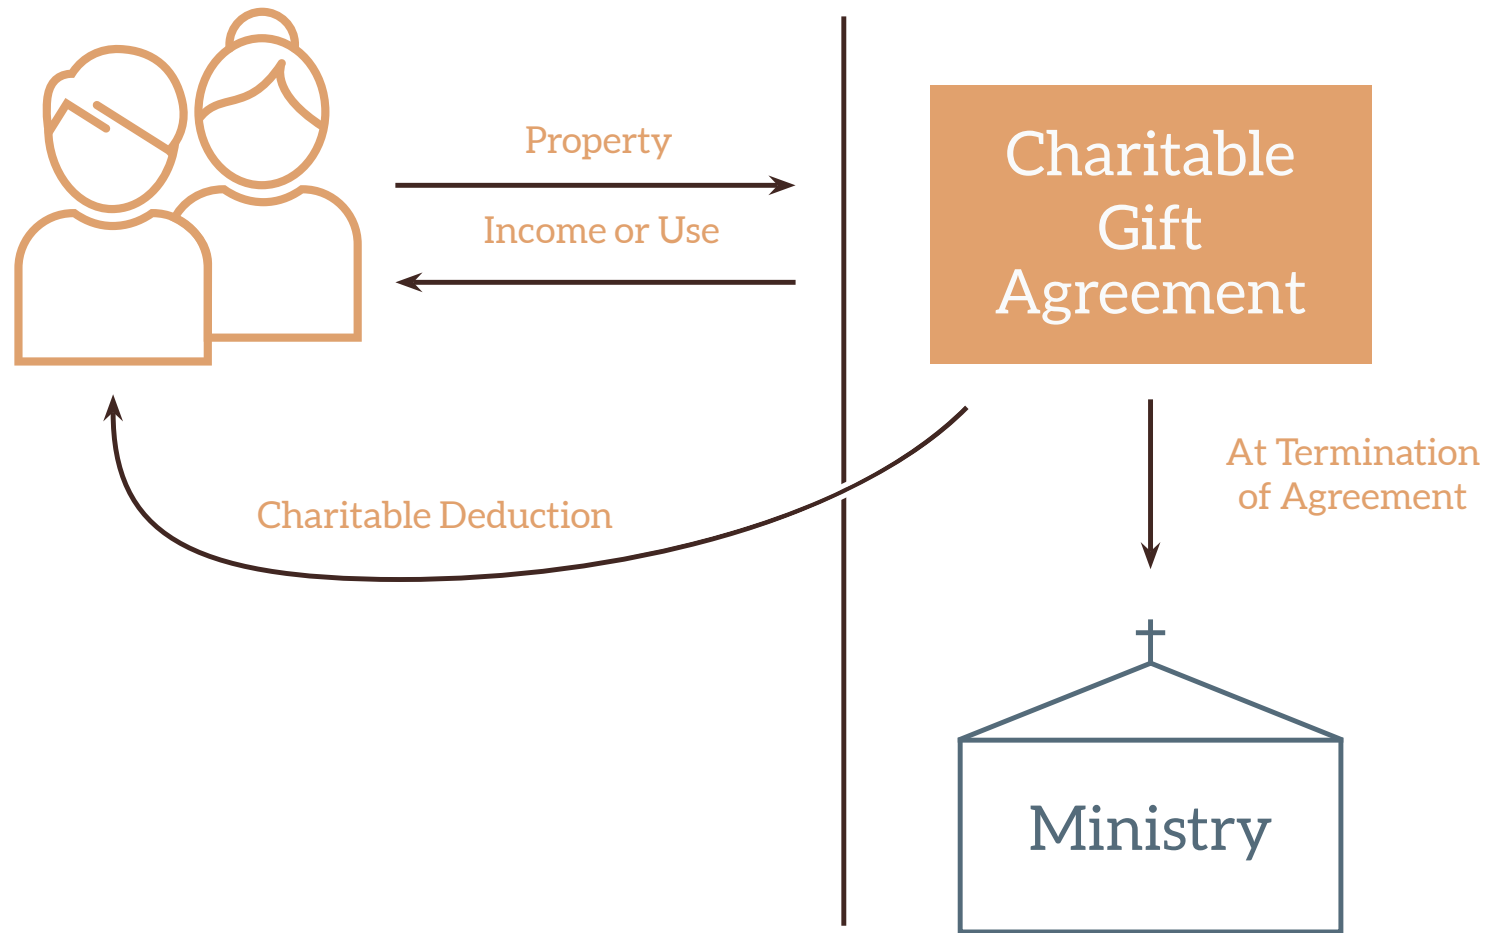 Property
Income or Use
Charitable
Gift
Agreement
Charitable Deduction
At Termination
of Agreement
Ministry